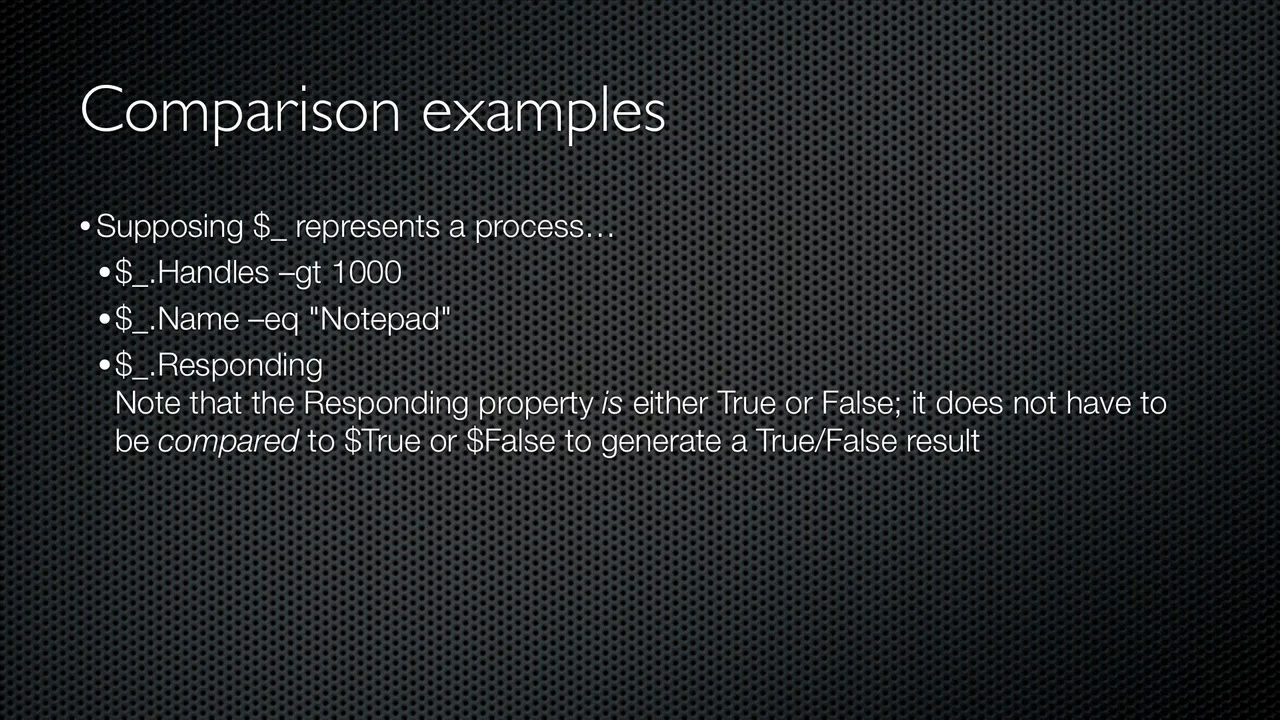 Comparison examples
•Supposing $_ represents a process…
•$_.Handles –gt 1000
•$_.Name –eq "Notepad"
•$_.Responding
Note that the Responding property is either True or False; it does not have to
be compared to $True or $False to generate a True/False result